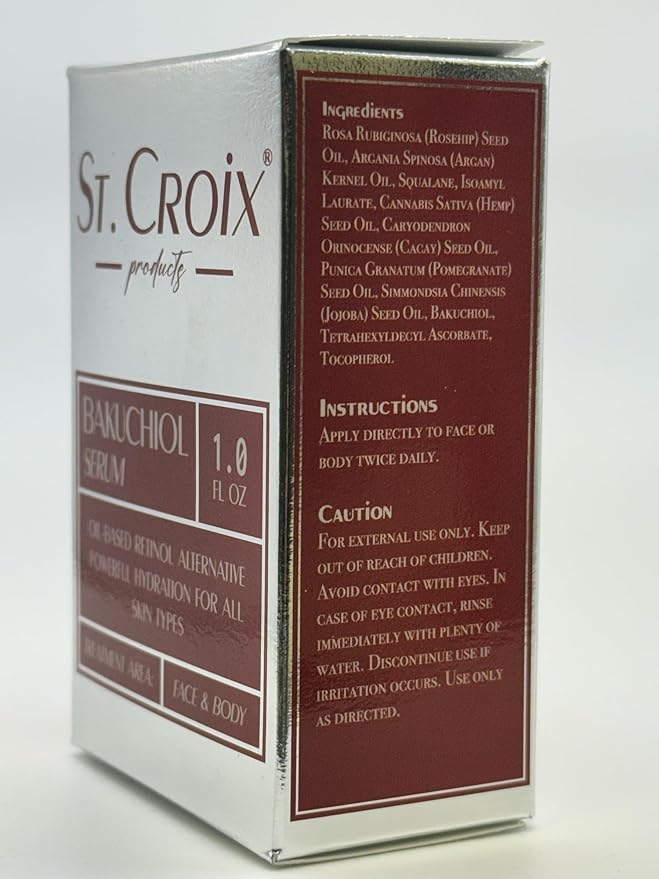 ST. CROIX®
products
BAKUCHIOL
SERUM
1.0
FL OZ
OIL-BASED RETINOL ALTERNATIVE
POWERFUL HYDRATION FOR ALL
SKIN TYPES
TREATMENT AREA:
FACE & BODY
INGREDIENTS
ROSA RUBIGINOSA (ROSEHIP) SEED
OIL, ARGANIA SPINOSA (ARGAN)
KERNEL OIL, SQUALANE, ISOAMYL
LAURATE, CANNABIS SATIVA (HEMP)
SEED OIL, CARYODENDRON
ORINOCENSE (CACAY) SEED OIL,
PUNICA GRANATUM (POMEGRANATE)
SEED OIL, SIMMONDSIA CHINENSIS
(JOJOBA) SEED OIL, BAKUCHIOL,
TETRAHEXYLDECYL ASCORBATE,
TOCOPHEROL
INSTRUCTIONS
APPLY DIRECTLY TO FACE OR
BODY TWICE DAILY.
CAUTION
FOR EXTERNAL USE ONLY. KEEP
OUT OF REACH OF CHILDREN.
AVOID CONTACT WITH EYES. IN
CASE OF EYE CONTACT, RINSE
IMMEDIATELY WITH PLENTY OF
WATER. DISCONTINUE USE IF
IRRITATION OCCURS. USE ONLY
AS DIRECTED.